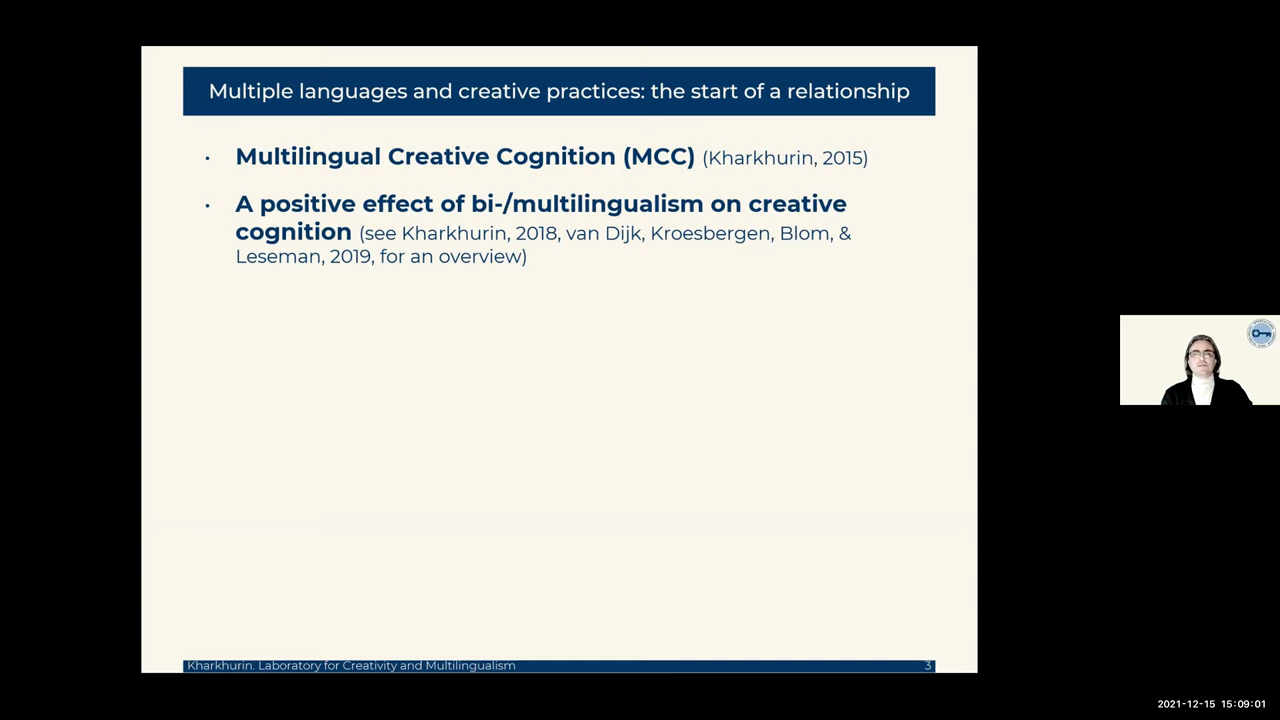 Multiple languages and creative practices: the start of a relationship
• Multilingual Creative Cognition (MCC) (Kharkhurin, 2015)
• A positive effect of bi-/multilingualism on creative
cognition (see Kharkhurin, 2018, van Dijk, Kroesbergen, Blom, &
Leseman, 2019, for an overview)
Kharkhurin. Laboratory for Creativity and Multilingualism 3
2021-12-15 15:09:01